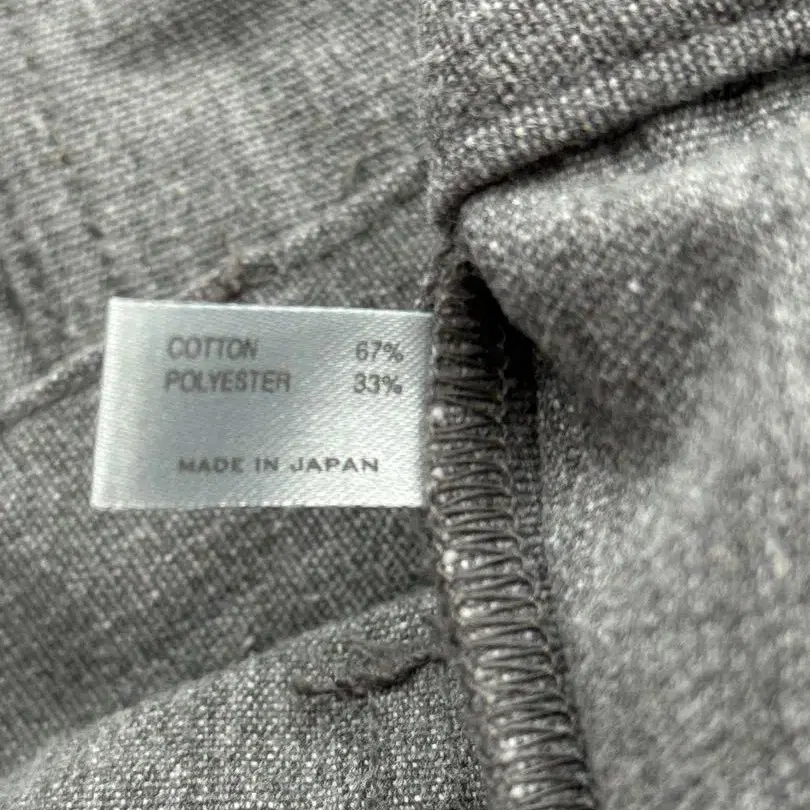 COTTON 67%
POLYESTER 33%
MADE IN JAPAN